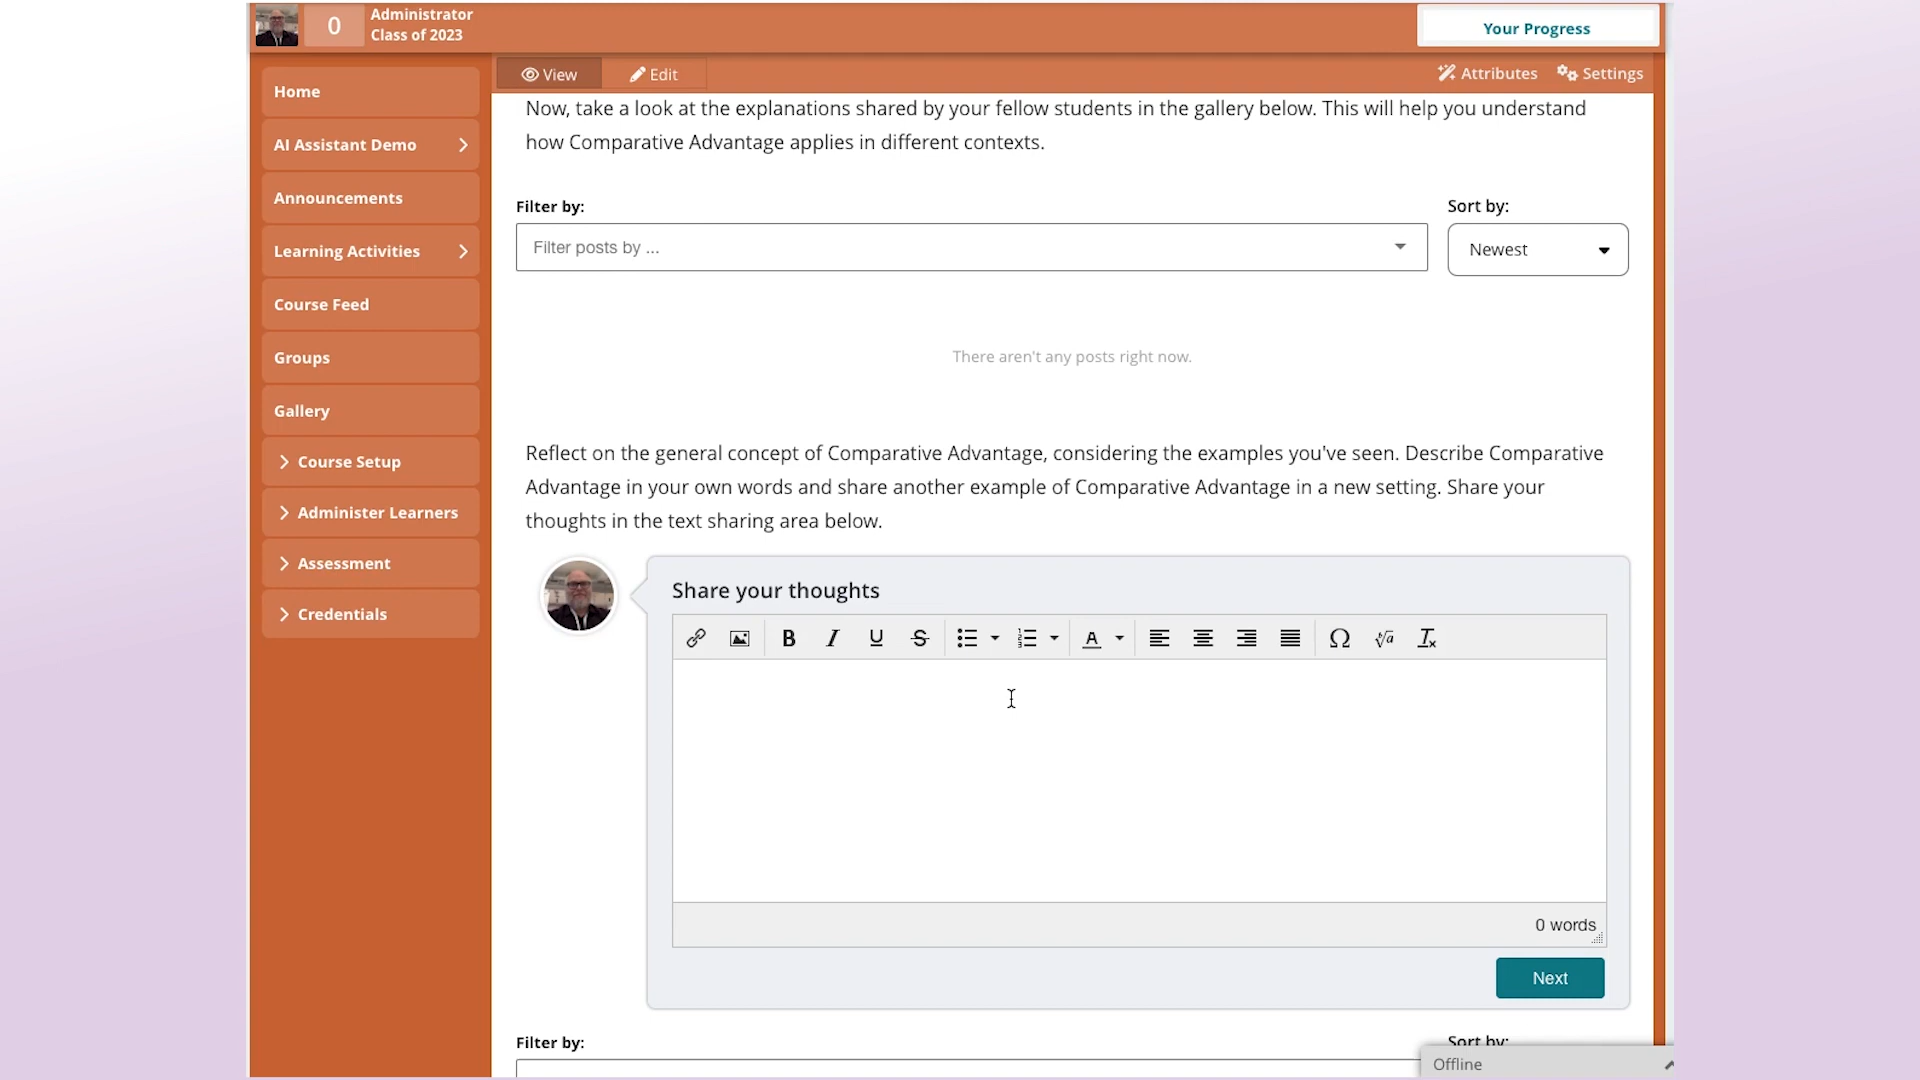 0
Administrator
Class of 2023
Your Progress
View
Edit
Attributes
Settings
Home
AI Assistant Demo
Announcements
Learning Activities
Course Feed
Groups
Gallery
Course Setup
Administer Learners
Assessment
Credentials
Now, take a look at the explanations shared by your fellow students in the gallery below. This will help you understand
how Comparative Advantage applies in different contexts.
Filter by:
Sort by:
Filter posts by ...
Newest
There aren't any posts right now.
Reflect on the general concept of Comparative Advantage, considering the examples you've seen. Describe Comparative
Advantage in your own words and share another example of Comparative Advantage in a new setting. Share your
thoughts in the text sharing area below.
Share your thoughts
0 words
Next
Filter by:
Sort by:
Offline